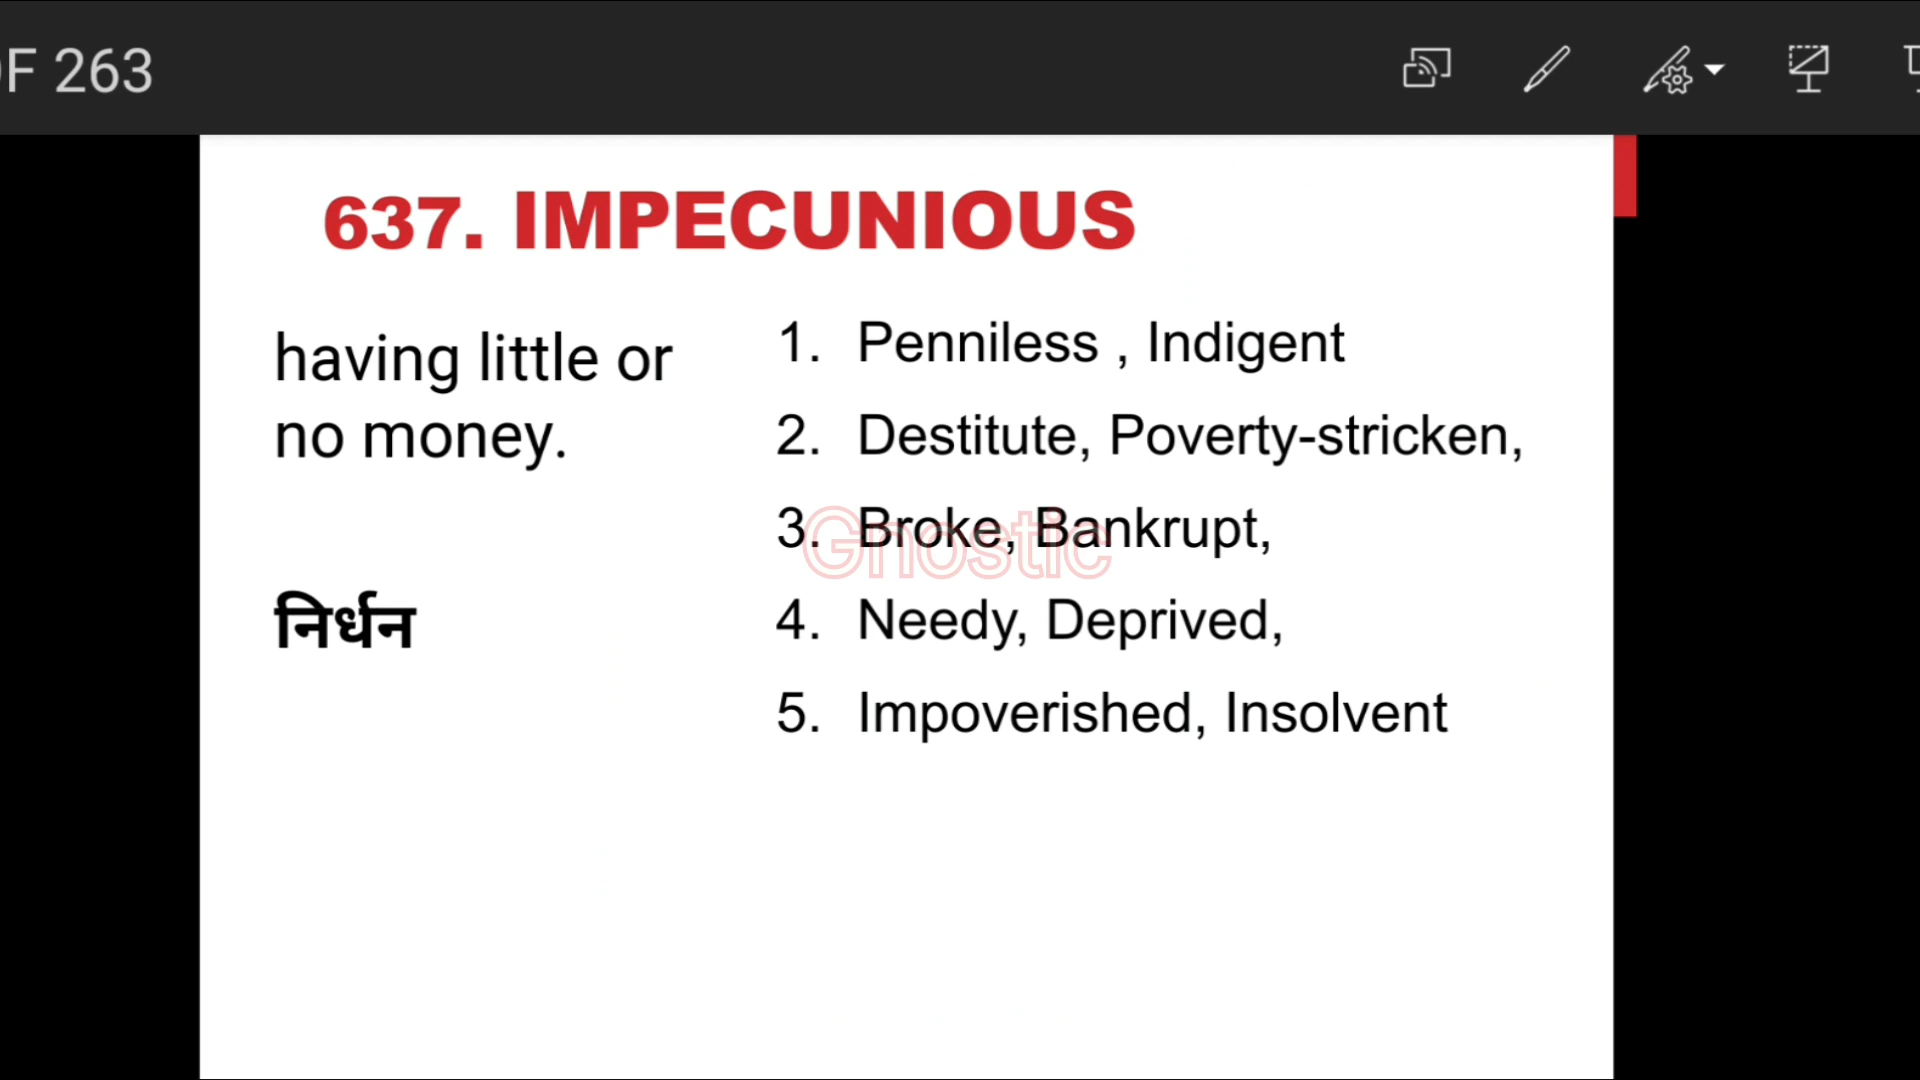 OF 263
637. IMPECUNIOUS
having little or
no money.
निर्धन
1. Penniless , Indigent
2. Destitute, Poverty-stricken,
3. Broke, Bankrupt,
4. Needy, Deprived,
5. Impoverished, Insolvent
Gnostic